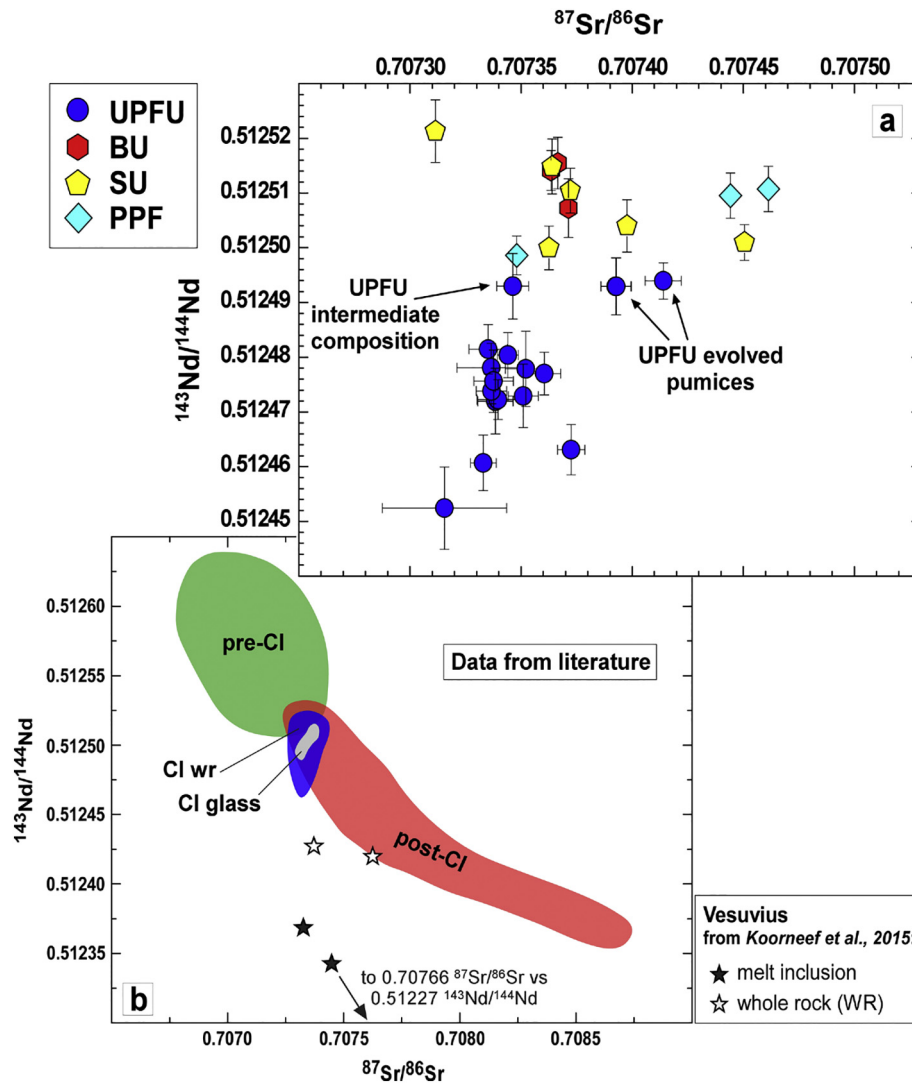 87Sr/86Sr
0.70730 0.70735 0.70740 0.70745 0.70750
UPFU
BU
SU
PPF
a
143Nd/144Nd
0.51252
0.51251
0.51250
0.51249
0.51248
0.51247
0.51246
0.51245
UPFU
intermediate
composition
UPFU evolved
pumices
143Nd/144Nd
0.51260
0.51255
0.51250
0.51245
0.51240
0.51235
pre-CI
Data from literature
CI wr
CI glass
post-CI
to 0.70766 87Sr/86Sr vs
0.51227 143Nd/144Nd
b
0.7070 0.7075 0.7080 0.7085
87Sr/86Sr
Vesuvius
from Koorneef et al., 2015:
melt inclusion
whole rock (WR)